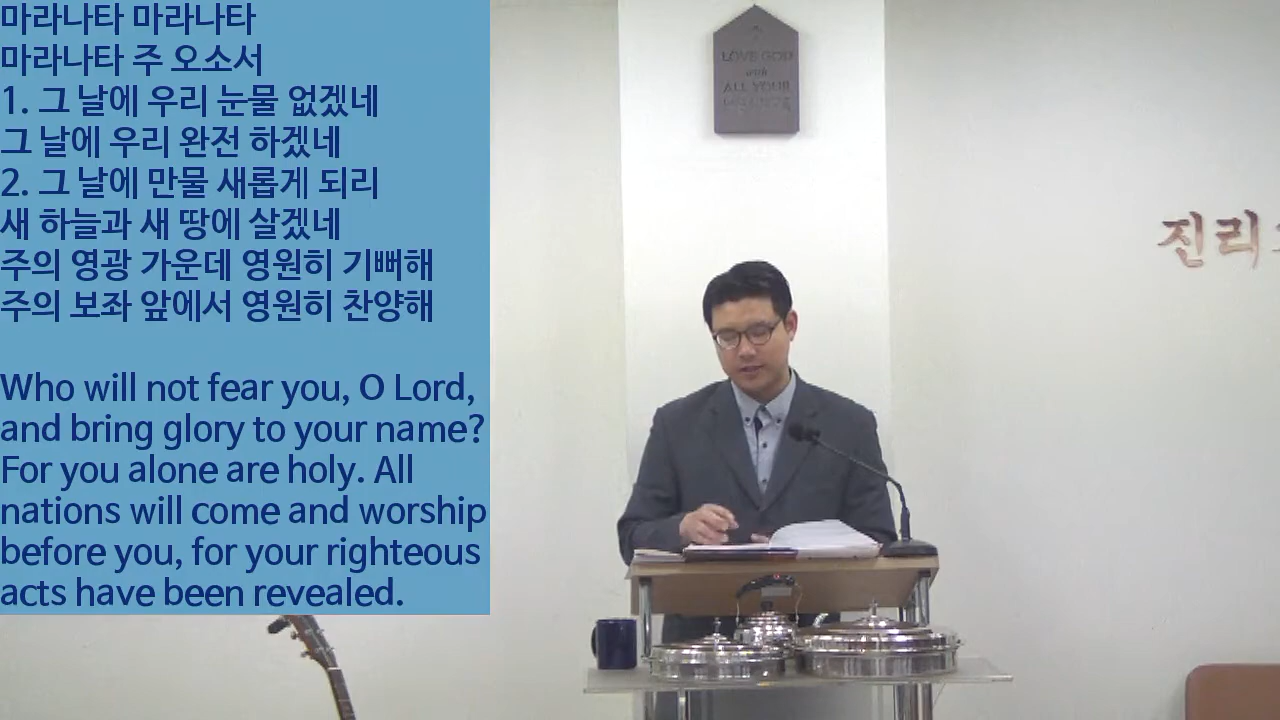 마라나타 마라나타
마라나타 주 오소서
1. 그 날에 우리 눈물 없겠네
그 날에 우리 완전 하겠네
2. 그 날에 만물 새롭게 되리
새 하늘과 새 땅에 살겠네
주의 영광 가운데 영원히 기뻐해
주의 보좌 앞에서 영원히 찬양해
Who will not fear you, O Lord,
and bring glory to your name?
For you alone are holy. All
nations will come and worship
before you, for your righteous
acts have been revealed.
LOVE GOD
with
ALL YOUR
진리